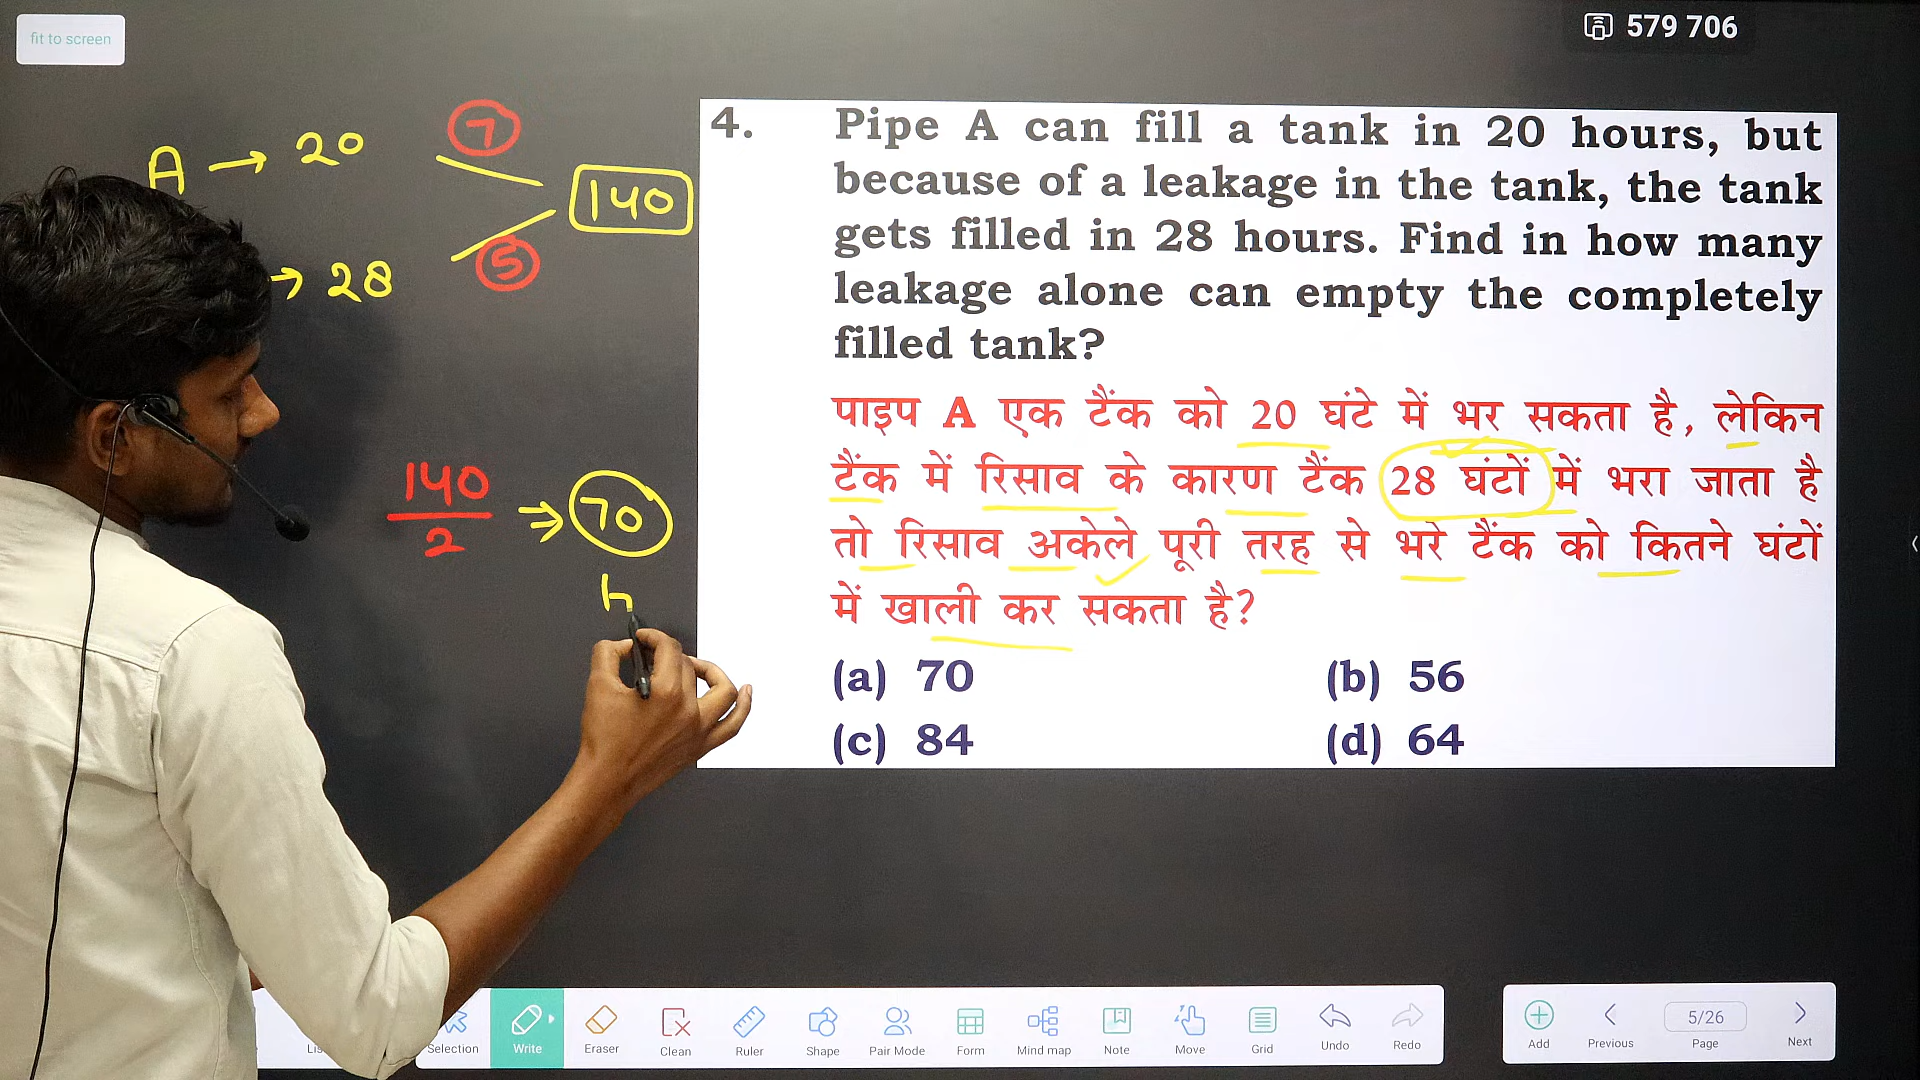 fit to screen
579 706
A → 20
7
140
→ 28
5
140
2
⇒ 70
h
4. Pipe A can fill a tank in 20 hours, but
because of a leakage in the tank, the tank
gets filled in 28 hours. Find in how many
leakage alone can empty the completely
filled tank?
पाइप A एक टैंक को 20 घंटे में भर सकता है, लेकिन
टैंक में रिसाव के कारण टैंक 28 घंटों में भरा जाता है
तो रिसाव अकेले पूरी तरह से भरे टैंक को कितने घंटों
में खाली कर सकता है?
(a) 70 (b) 56
(c) 84 (d) 64
Selection Write Eraser Clean Ruler Shape Pair Mode Form Mind map Note Move Grid Undo Redo
5/26
Add Previous Page Next